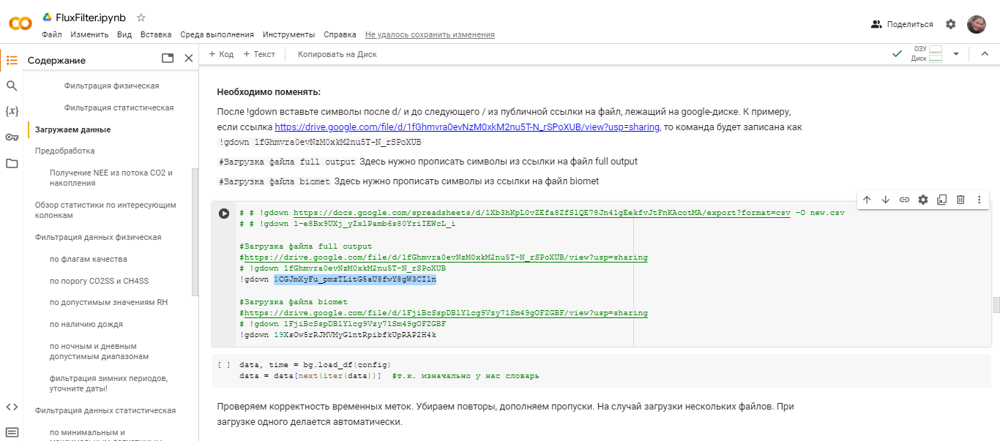 FluxFilter.ipynb
Файл Изменить Вид Вставка Среда выполнения Инструменты Справка Не удалось сохранить изменения
Поделиться
Содержание
+ Код + Текст Копировать на Диск
ОЗУ
Диск
Фильтрация физическая
Фильтрация статистическая
Загружаем данные
Предобработка
Получение NEE из потока CO2 и
накопления
Обзор статистики по интересующим
колонкам
Фильтрация данных физическая
по флагам качества
по порогу CO2SS и CH4SS
по допустимым значениям RH
по наличию дождя
по ночным и дневным
допустимым диапазонам
фильтрация зимних периодов,
уточните даты!
Фильтрация данных статистическая
по минимальным и
максимальным допустимым
Необходимо поменять:
После !gdown вставьте символы после d/ и до следующего / из публичной ссылки на файл, лежащий на google-диске. К примеру,
если ссылка https://drive.google.com/file/d/1fGhmvra0evNzM0xkM2nu5T-N_rSPoXUB/view?usp=sharing, то команда будет записана как
!gdown 1fGhmvra0evNzM0xkM2nu5T-N_rSPoXUB
#Загрузка файла full output Здесь нужно прописать символы из ссылки на файл full output
#Загрузка файла biomet Здесь нужно прописать символы из ссылки на файл biomet
# # !gdown https://docs.google.com/spreadsheets/d/1Xb3hKpL0vZEfa8ZfSlQE78Jn41gEekfvJtFnKAcotMA/export?format=csv -O new.csv
# # !gdown 1-e8Bx9UXj_yZxlPamb6s80YriIEWcL_i
#Загрузка файла full output
#https://drive.google.com/file/d/1fGhmvra0evNzM0xkM2nu5T-N_rSPoXUB/view?usp=sharing
# !gdown 1fGhmvra0evNzM0xkM2nu5T-N_rSPoXUB
!gdown 1CGJmXyFu_pmzTLitG5aU8fwY8gW3CI1n
#Загрузка файла biomet
#https://drive.google.com/file/d/1FjiBcSspDBlYlcg9Vzy71Sm49gOFZGBF/view?usp=sharing
# !gdown 1FjiBcSspDBlYlcg9Vzy71Sm49gOFZGBF
!gdown 19XsOw5rRJMVMyG1ntRpibfkUpRAP2H4k
[ ] data, time = bg.load_df(config)
data = data[next(iter(data))] #т.к. изначально у нас словарь
Проверяем корректность временных меток. Убираем повторы, дополняем пропуски. На случай загрузки нескольких файлов. При
загрузке одного делается автоматически.